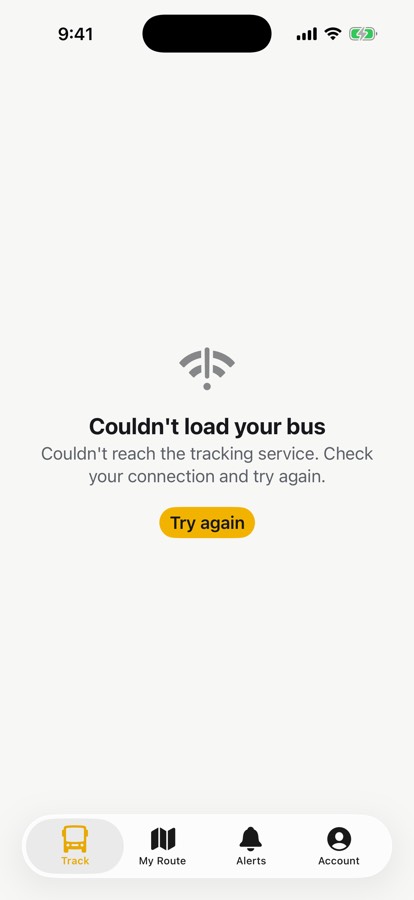 9:41
Couldn't load your bus
Couldn't reach the tracking service. Check
your connection and try again.
Try again
Track
My Route
Alerts
Account